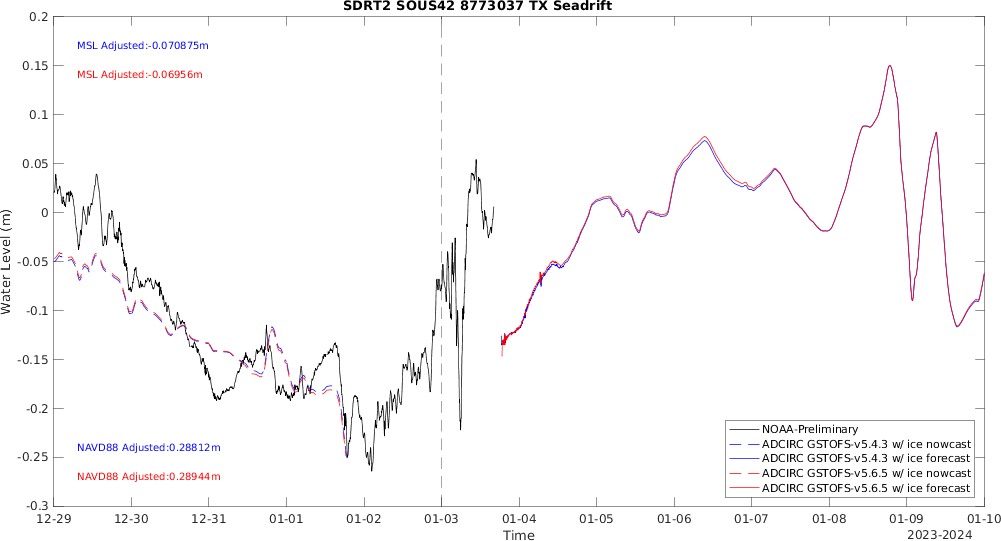 SDRT2 SOUS42 8773037 TX Seadrift
MSL Adjusted:-0.070875m
MSL Adjusted:-0.06956m
NAVD88 Adjusted:0.28812m
NAVD88 Adjusted:0.28944m
Water Level (m)
0.2
0.15
0.1
0.05
0
-0.05
-0.1
-0.15
-0.2
-0.25
-0.3
NOAA-Preliminary
ADCIRC GSTOFS-v5.4.3 w/ ice nowcast
ADCIRC GSTOFS-v5.4.3 w/ ice forecast
ADCIRC GSTOFS-v5.6.5 w/ ice nowcast
ADCIRC GSTOFS-v5.6.5 w/ ice forecast
12-29 12-30 12-31 01-01 01-02 01-03 01-04 01-05 01-06 01-07 01-08 01-09 01-10
Time
2023-2024